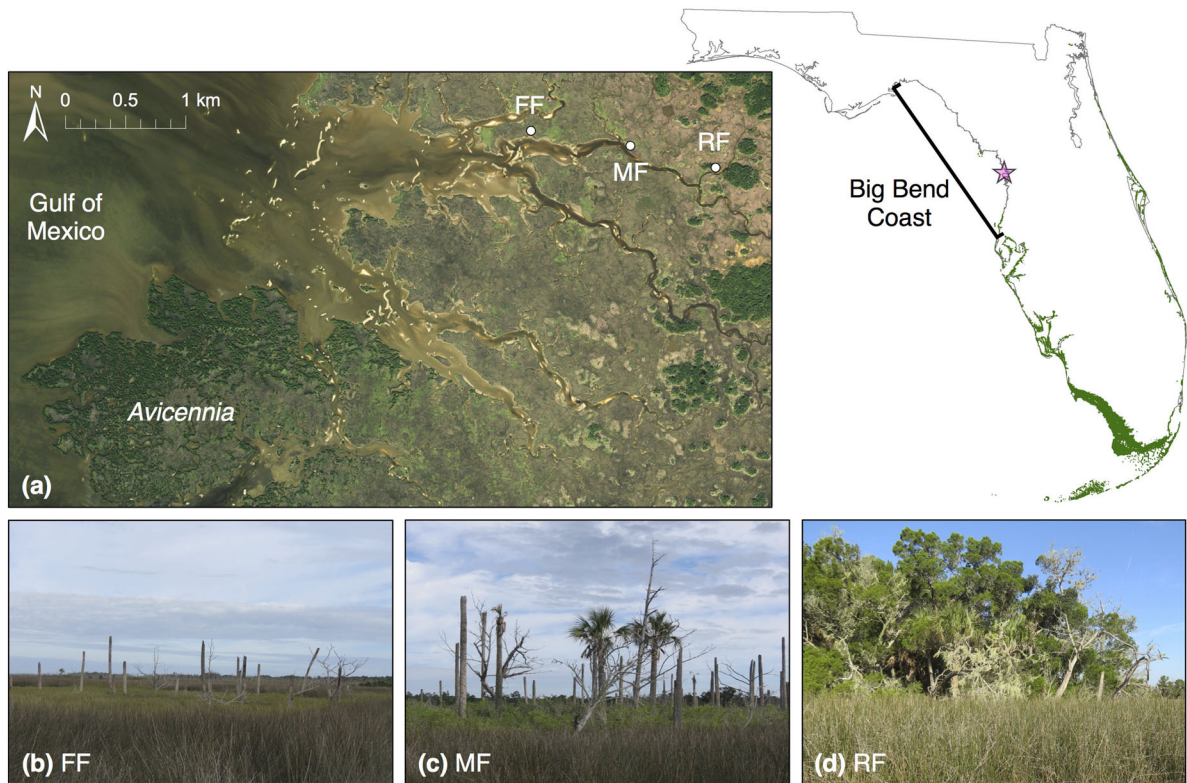 N
0 0.5 1 km
FF
MF
RF
Gulf of
Mexico
Avicennia
(a)
Big Bend
Coast
(b) FF
(c) MF
(d) RF